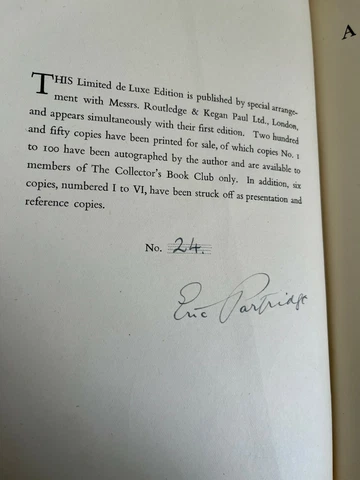 THIS Limited de Luxe Edition is published by special arrange-
ment with Messrs. Routledge & Kegan Paul Ltd., London,
and appears simultaneously with their first edition. Two hundred
and fifty copies have been printed for sale, of which copies No. 1
to 100 have been autographed by the author and are available to
members of The Collector's Book Club only. In addition, six
copies, numbered I to VI, have been struck off as presentation and
reference copies.
No. 24.
Eric Partridge
A